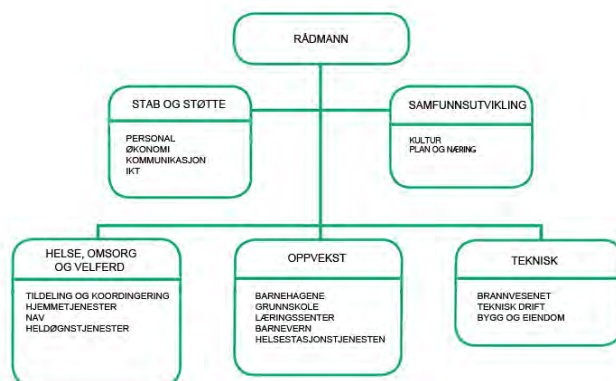 RÅDMANN
STAB OG STØTTE
PERSONAL
ØKONOMI
KOMMUNIKASJON
IKT
SAMFUNNSUTVIKLING
KULTUR
PLAN OG NÆRING
HELSE, OMSORG
OG VELFERD
TILDELING OG KOORDINGERING
HJEMMETJENESTER
NAV
HELDØGNSTJENESTER
OPPVEKST
BARNEHAGENE
GRUNNSKOLE
LÆRINGSSENTER
BARNEVERN
HELSESTASJONSTJENESTEN
TEKNISK
BRANNVESENET
TEKNISK DRIFT
BYGG OG EIENDOM